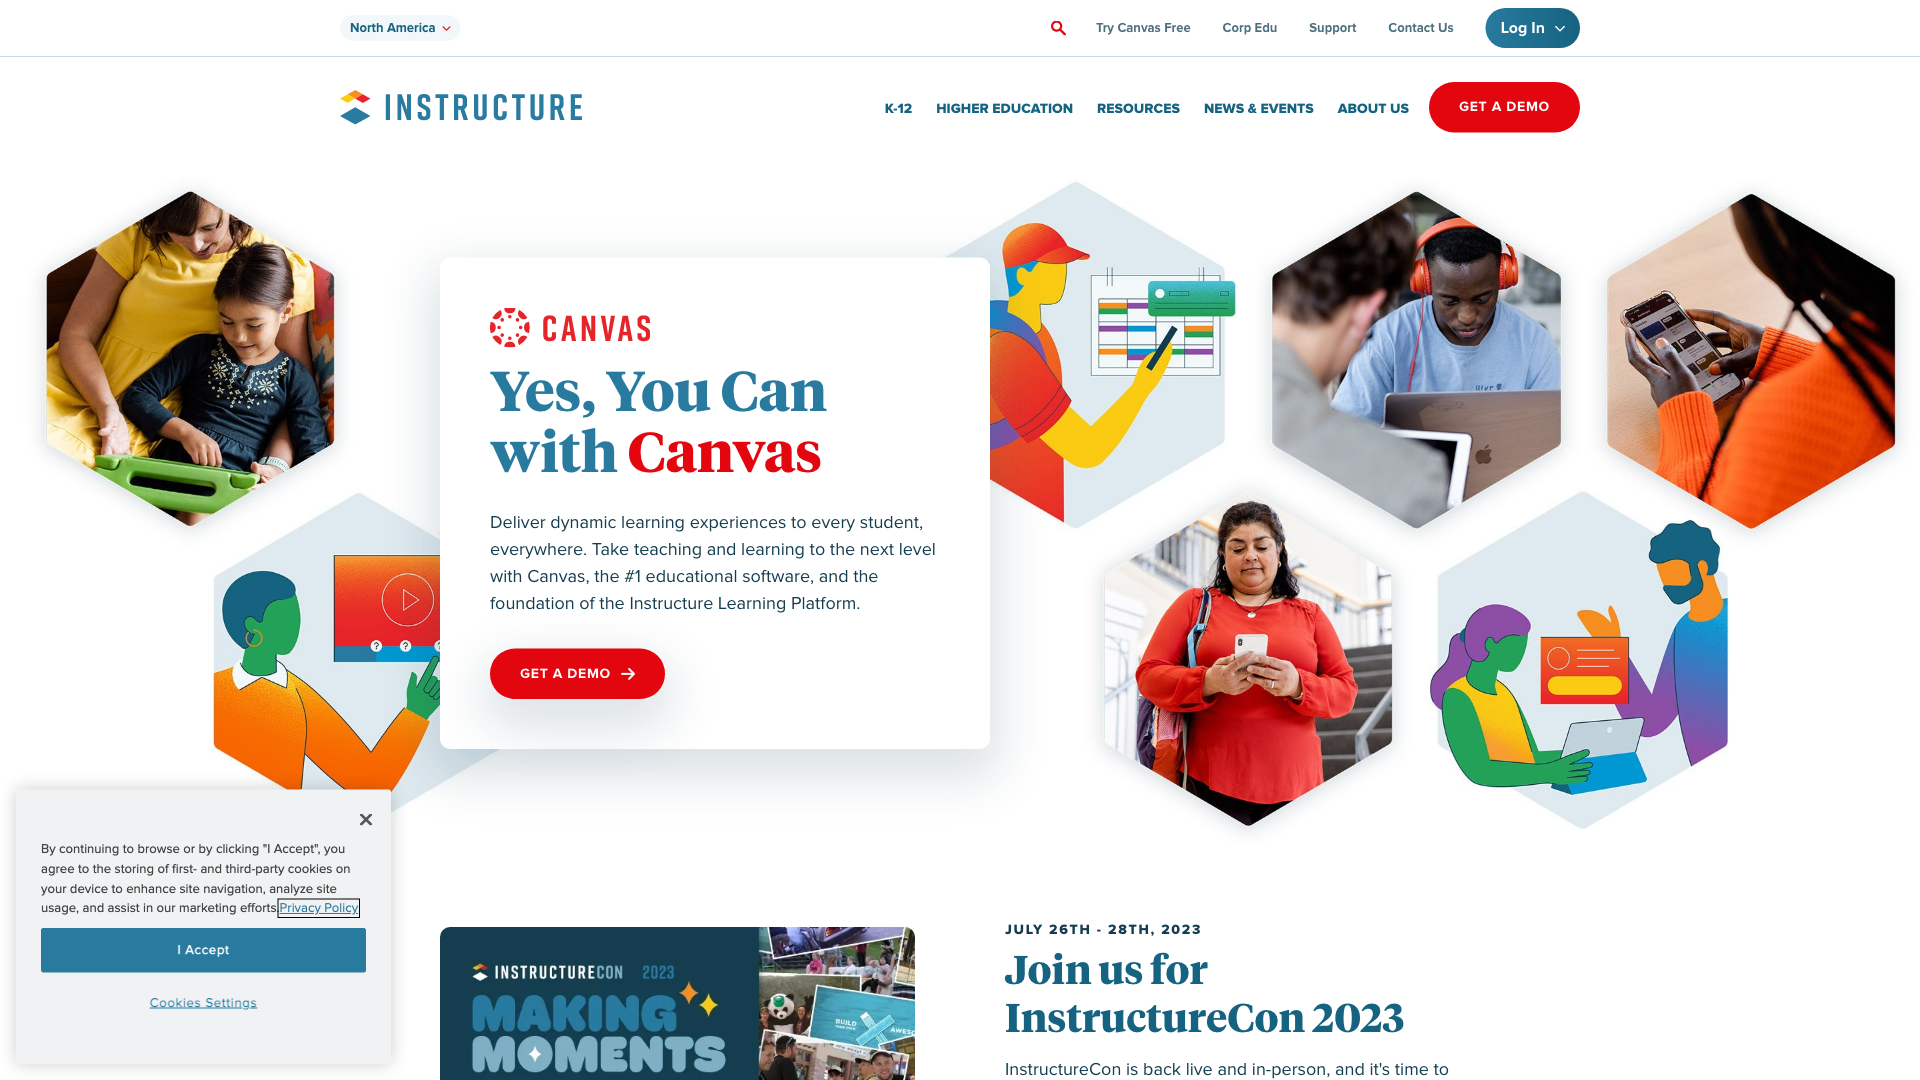 North America
Try Canvas Free
Corp Edu
Support
Contact Us
Log In
INSTRUCTURE
K-12
HIGHER EDUCATION
RESOURCES
NEWS & EVENTS
ABOUT US
GET A DEMO
CANVAS
Yes, You Can
with Canvas
Deliver dynamic learning experiences to every student,
everywhere. Take teaching and learning to the next level
with Canvas, the #1 educational software, and the
foundation of the Instructure Learning Platform.
GET A DEMO
? ? ?
By continuing to browse or by clicking "I Accept", you
agree to the storing of first- and third-party cookies on
your device to enhance site navigation, analyze site
usage, and assist in our marketing efforts.Privacy Policy
I Accept
Cookies Settings
INSTRUCTURECON 2023
MAKING
MOMENTS
BUILD
JULY 26TH - 28TH, 2023
Join us for
InstructureCon 2023
InstructureCon is back live and in-person, and it's time to